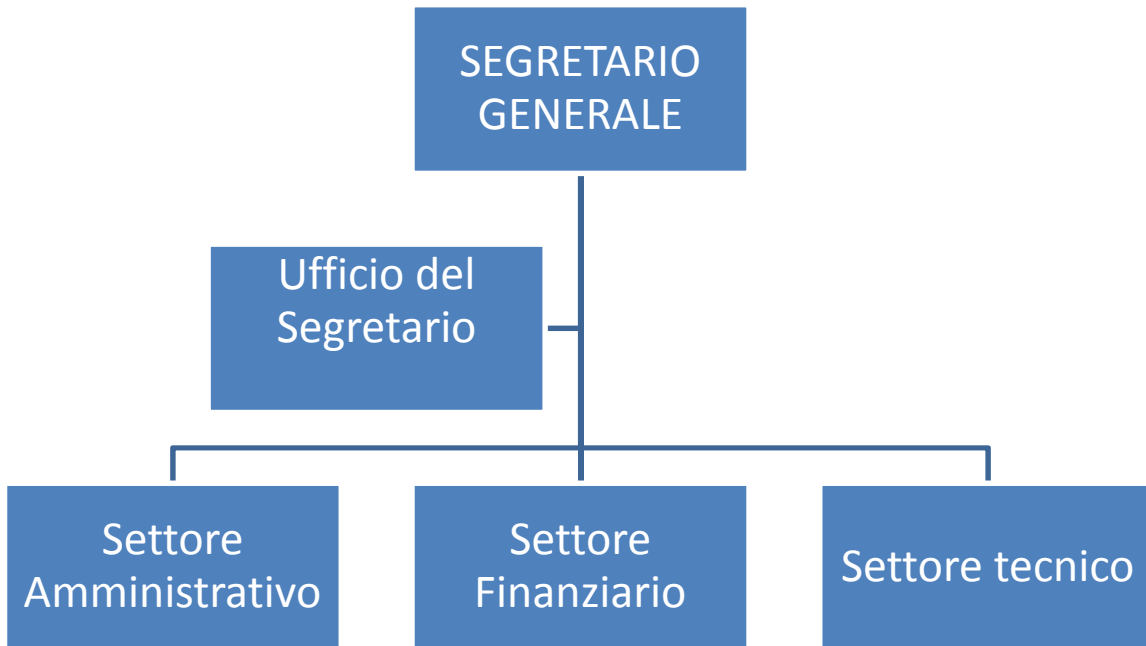 SEGRETARIO
GENERALE
Ufficio del
Segretario
Settore
Amministrativo
Settore
Finanziario
Settore tecnico